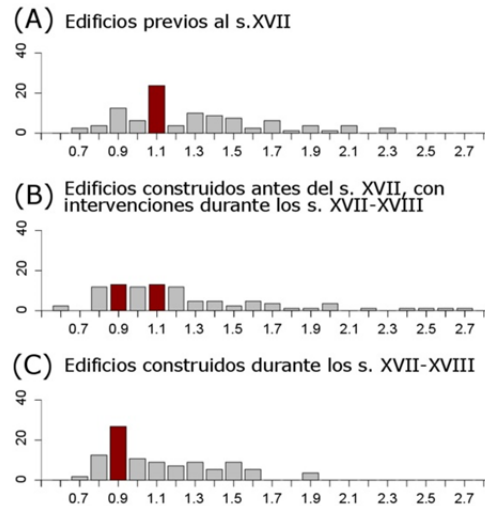 (A) Edificios previos al s.XVII
40
20
0
0.7 0.9 1.1 1.3 1.5 1.7 1.9 2.1 2.3 2.5 2.7
(B) Edificios construidos antes del s. XVII, con
intervenciones durante los s. XVII-XVIII
40
20
0
0.7 0.9 1.1 1.3 1.5 1.7 1.9 2.1 2.3 2.5 2.7
(C) Edificios construidos durante los s. XVII-XVIII
40
20
0
0.7 0.9 1.1 1.3 1.5 1.7 1.9 2.1 2.3 2.5 2.7